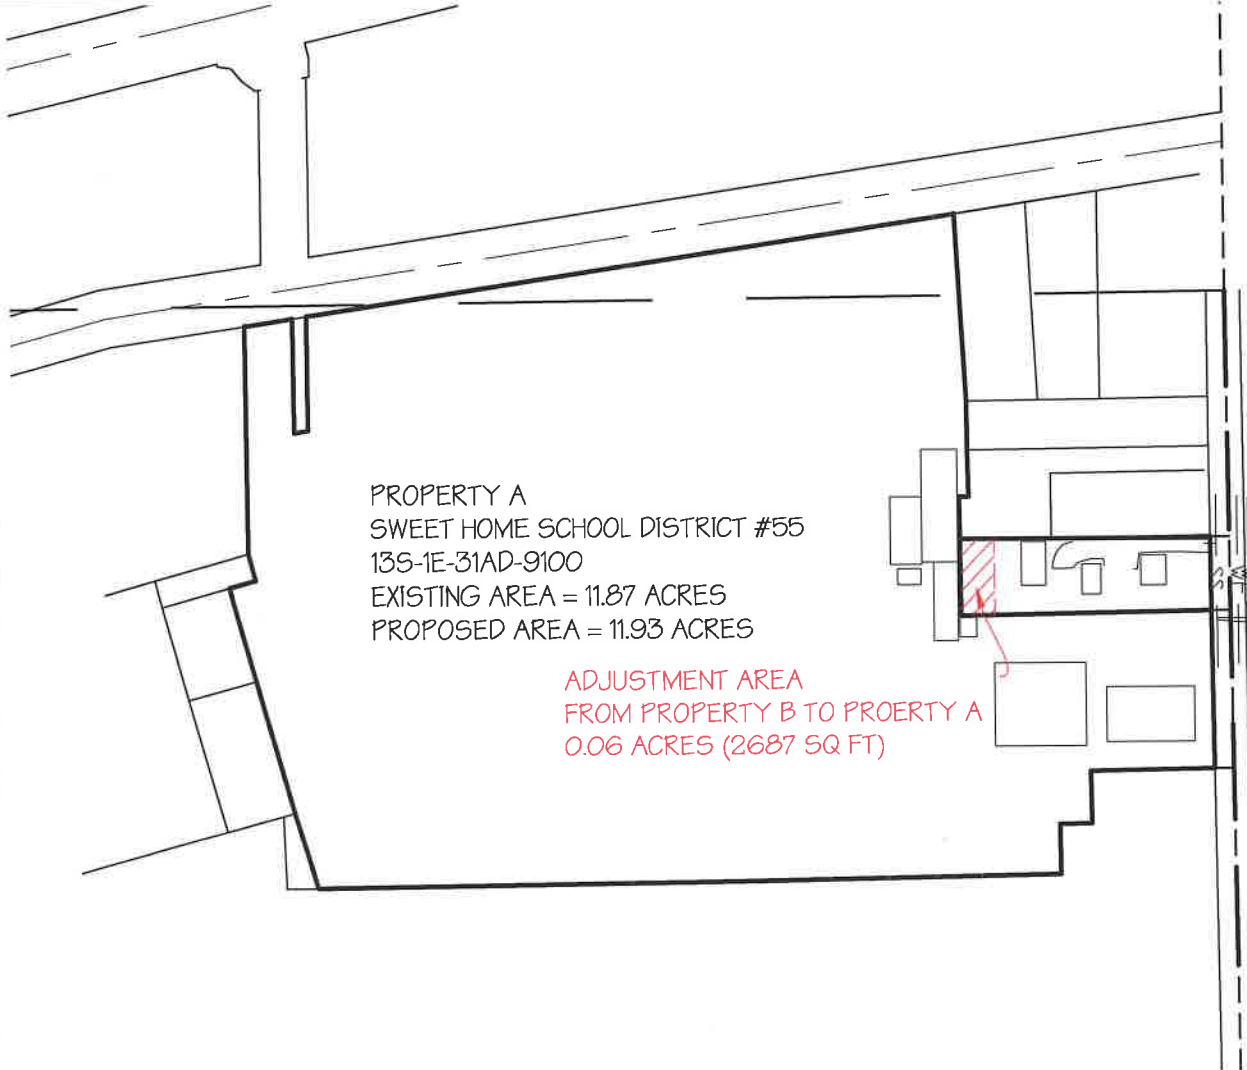 PROPERTY A
SWEET HOME SCHOOL DISTRICT #55
13S-1E-31AD-9100
EXISTING AREA = 11.87 ACRES
PROPOSED AREA = 11.93 ACRES
ADJUSTMENT AREA
FROM PROPERTY B TO PROERTY A
0.06 ACRES (2687 SQ FT)